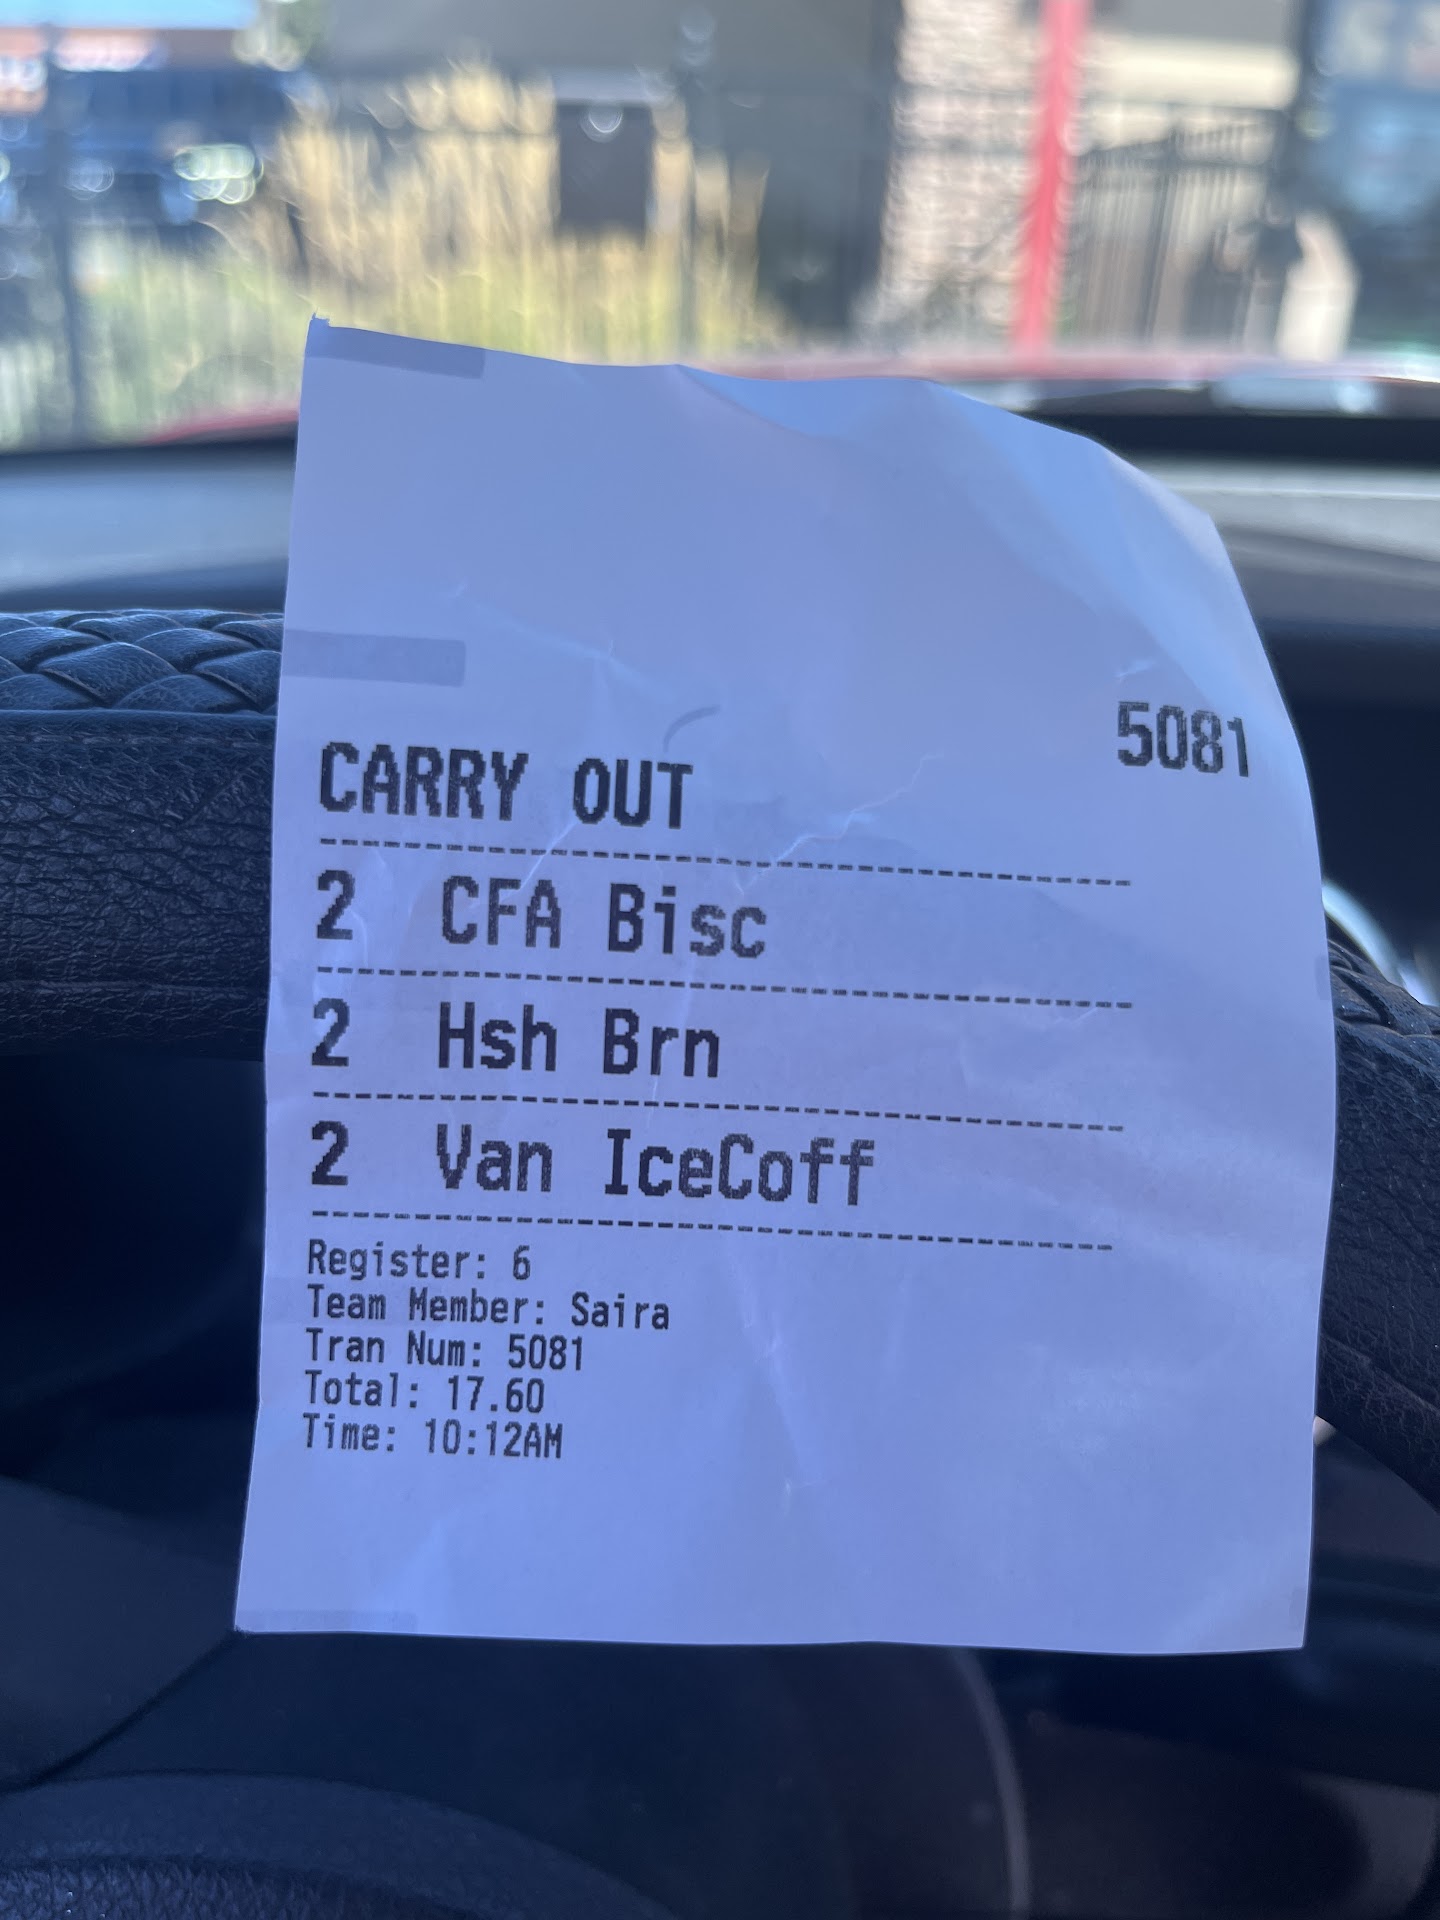 5081
CARRY OUT
2 CFA Bisc
2 Hsh Brn
2 Van IceCoff
Register: 6
Team Member: Saira
Tran Num: 5081
Total: 17.60
Time: 10:12AM